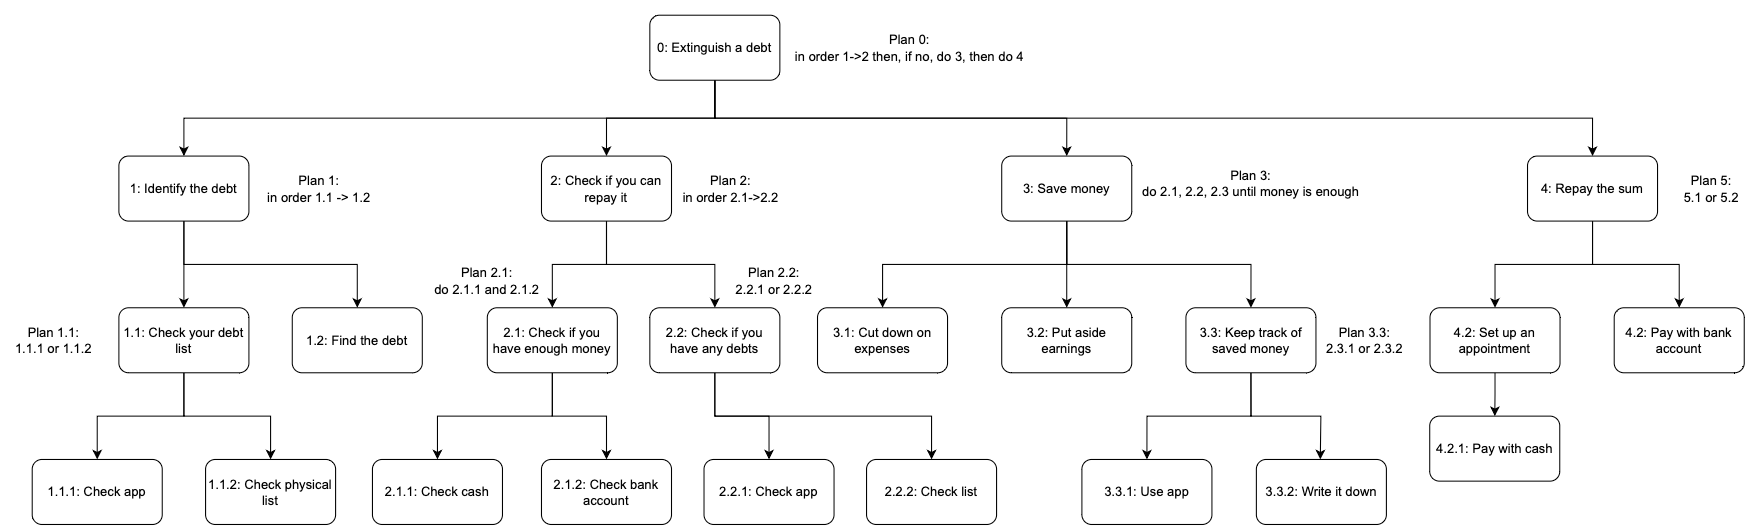 0: Extinguish a debt
Plan 0:
in order 1->2 then, if no, do 3, then do 4
1: Identify the debt
Plan 1:
in order 1.1 -> 1.2
2: Check if you can
repay it
Plan 2:
in order 2.1->2.2
3: Save money
Plan 3:
do 2.1, 2.2, 2.3 until money is enough
4: Repay the sum
Plan 5:
5.1 or 5.2
Plan 1.1:
1.1.1 or 1.1.2
1.1: Check your debt
list
1.2: Find the debt
Plan 2.1:
do 2.1.1 and 2.1.2
2.1: Check if you
have enough money
Plan 2.2:
2.2.1 or 2.2.2
2.2: Check if you
have any debts
3.1: Cut down on
expenses
3.2: Put aside
earnings
3.3: Keep track of
saved money
Plan 3.3:
2.3.1 or 2.3.2
4.2: Set up an
appointment
4.2: Pay with bank
account
1.1.1: Check app
1.1.2: Check physical
list
2.1.1: Check cash
2.1.2: Check bank
account
2.2.1: Check app
2.2.2: Check list
3.3.1: Use app
3.3.2: Write it down
4.2.1: Pay with cash